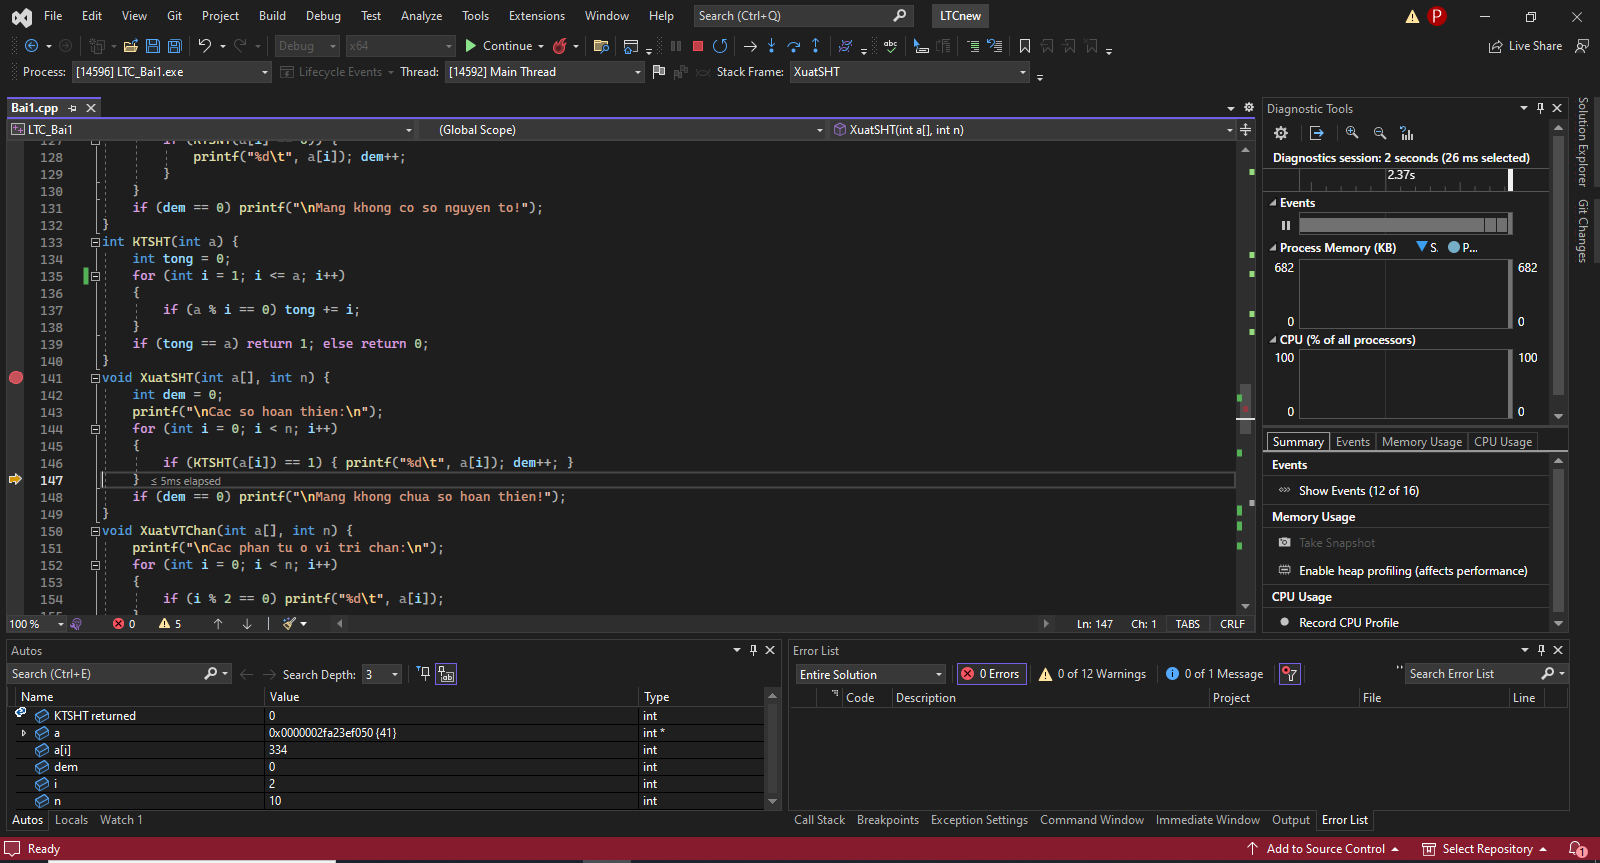 File Edit View Git Project Build Debug Test Analyze Tools Extensions Window Help Search (Ctrl+Q) LTCnew P
Debug x64 Continue abc Live Share
Process: [14596] LTC_Bai1.exe Lifecycle Events Thread: [14592] Main Thread Stack Frame: XuatSHT
Bai1.cpp
LTC_Bai1 (Global Scope) XuatSHT(int a[], int n)
128 printf("%d\t", a[i]); dem++;
129 }
130 }
131 if (dem == 0) printf("\nMang khong co so nguyen to!");
132 }
133 int KTSHT(int a) {
134 int tong = 0;
135 for (int i = 1; i <= a; i++)
136 {
137 if (a % i == 0) tong += i;
138 }
139 if (tong == a) return 1; else return 0;
140 }
141 void XuatSHT(int a[], int n) {
142 int dem = 0;
143 printf("\nCac so hoan thien:\n");
144 for (int i = 0; i < n; i++)
145 {
146 if (KTSHT(a[i]) == 1) { printf("%d\t", a[i]); dem++; }
147 } ≤ 5ms elapsed
148 if (dem == 0) printf("\nMang khong chua so hoan thien!");
149 }
150 void XuatVTChan(int a[], int n) {
151 printf("\nCac phan tu o vi tri chan:\n");
152 for (int i = 0; i < n; i++)
153 {
154 if (i % 2 == 0) printf("%d\t", a[i]);
100 % 0 5 Ln: 147 Ch: 1 TABS CRLF
Diagnostic Tools
Diagnostics session: 2 seconds (26 ms selected)
2.37s
Events
Process Memory (KB) S. P...
682 682
0 0
CPU (% of all processors)
100 100
0 0
Summary Events Memory Usage CPU Usage
Events
Show Events (12 of 16)
Memory Usage
Take Snapshot
Enable heap profiling (affects performance)
CPU Usage
Record CPU Profile
Solution Explorer
Git Changes
Autos
Search (Ctrl+E) Search Depth: 3
Name Value Type
KTSHT returned 0 int
a 0x0000002fa23ef050 {41} int *
a[i] 334 int
dem 0 int
i 2 int
n 10 int
Autos Locals Watch 1
Error List
Entire Solution 0 Errors 0 of 12 Warnings 0 of 1 Message Search Error List
Code Description Project File Line
Call Stack Breakpoints Exception Settings Command Window Immediate Window Output Error List
Ready Add to Source Control Select Repository 1